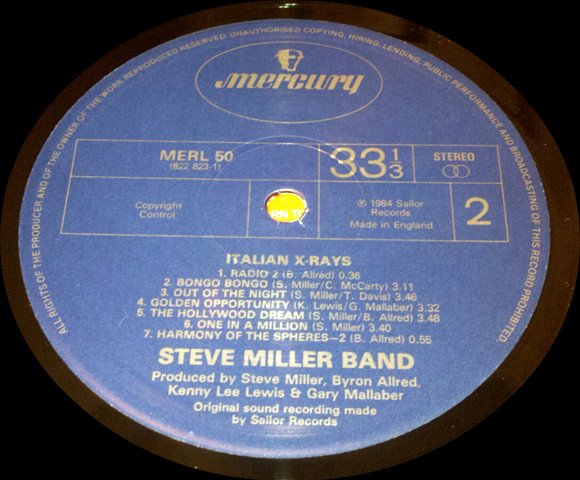 ALL RIGHTS OF THE PRODUCER AND OF THE OWNER OF THE WORK REPRODUCED RESERVED. UNAUTHORISED COPYING, HIRING, LENDING, PUBLIC PERFORMANCE AND BROADCASTING OF THIS RECORD PROHIBITED
mercury
MERL 50
(822 823 1)
33 1/3
STEREO
Copyright
Control
RN T
℗ 1984 Sailor
Records
Made in England
2
ITALIAN X-RAYS
1. RADIO 2 (B. Allred) 0.36
2. BONGO BONGO (S. Miller/C. McCarty) 3.11
3. OUT OF THE NIGHT (S. Miller/T. Davis) 3.46
4. GOLDEN OPPORTUNITY (K. Lewis/G. Mallaber) 3.32
5. THE HOLLYWOOD DREAM (S. Miller/B. Allred) 3.48
6. ONE IN A MILLION (S. Miller) 3.40
7. HARMONY OF THE SPHERES—2 (B. Allred) 0.55
STEVE MILLER BAND
Produced by Steve Miller, Byron Allred,
Kenny Lee Lewis & Gary Mallaber
Original sound recording made
by Sailor Records